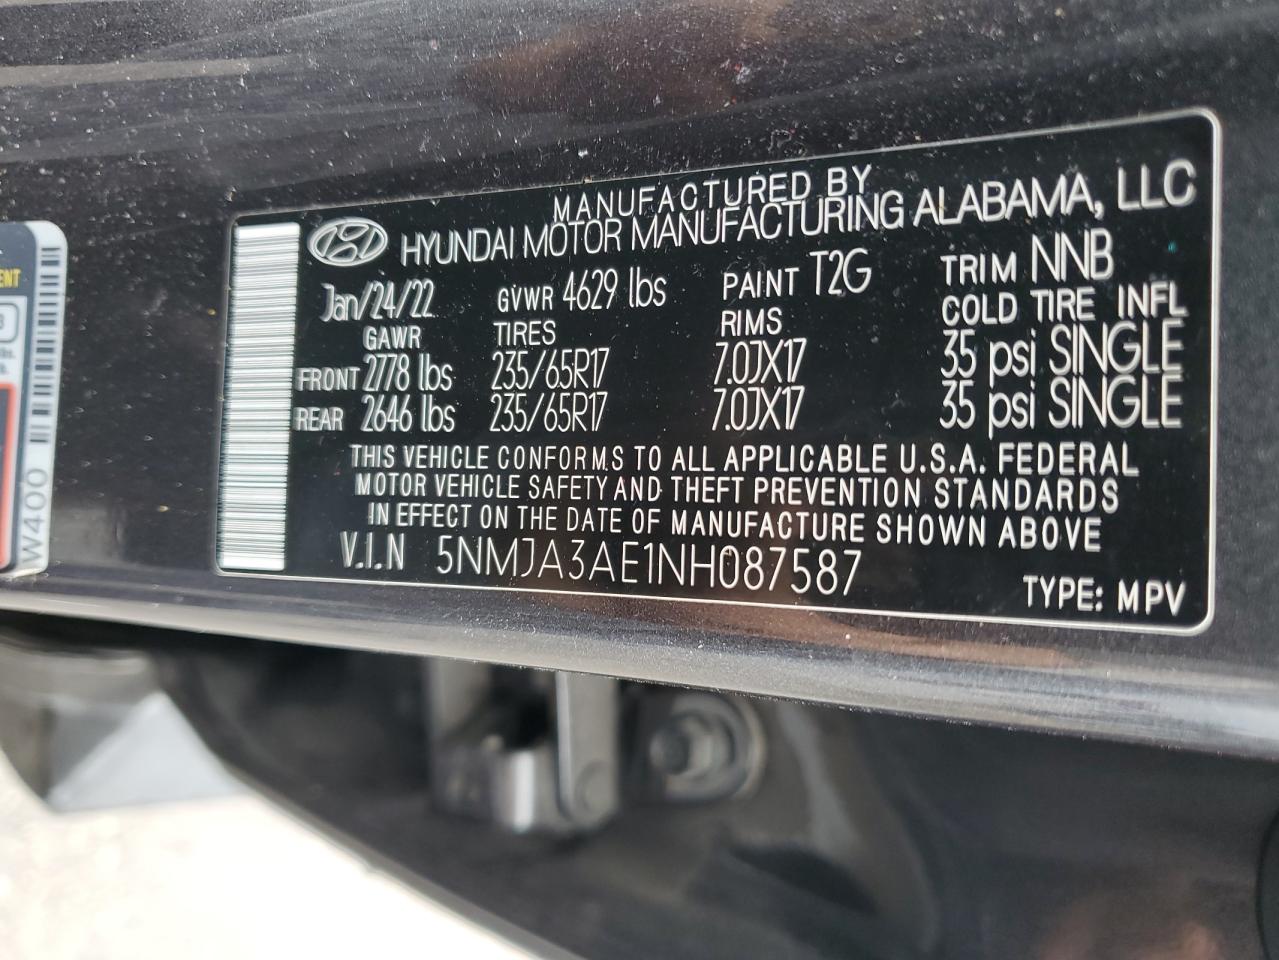 MANUFACTURED BY
HYUNDAI MOTOR MANUFACTURING ALABAMA, LLC
Jan/24/22 GVWR 4629 lbs PAINT T2G TRIM NNB
GAWR TIRES RIMS COLD TIRE INFL
FRONT 2778 lbs 235/65R17 7.0JX17 35 psi SINGLE
REAR 2646 lbs 235/65R17 7.0JX17 35 psi SINGLE
THIS VEHICLE CONFORMS TO ALL APPLICABLE U.S.A. FEDERAL
MOTOR VEHICLE SAFETY AND THEFT PREVENTION STANDARDS
IN EFFECT ON THE DATE OF MANUFACTURE SHOWN ABOVE
V.I.N 5NMJA3AE1NH087587
TYPE: MPV
W400